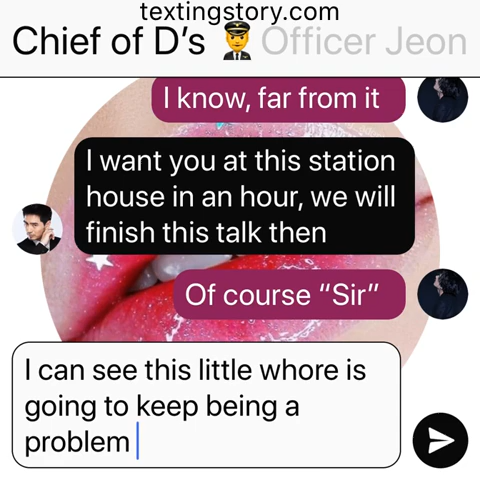 textingstory.com
Chief of D’s 👮 Officer Jeon
I know, far from it
I want you at this station
house in an hour, we will
finish this talk then
Of course “Sir”
I can see this little whore is
going to keep being a
problem